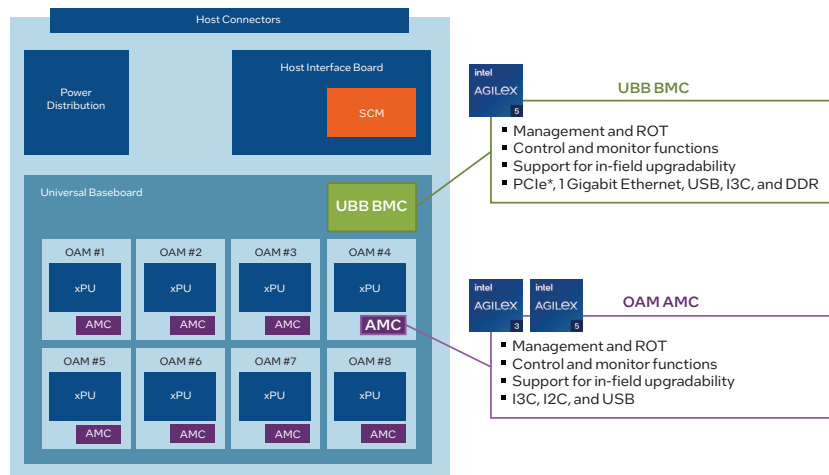 Host Connectors
Power
Distribution
Host Interface Board
SCM
Universal Baseboard
UBB BMC
OAM #1
xPU
AMC
OAM #2
xPU
AMC
OAM #3
xPU
AMC
OAM #4
xPU
AMC
OAM #5
xPU
AMC
OAM #6
xPU
AMC
OAM #7
xPU
AMC
OAM #8
xPU
AMC
intel
AGILEX
5
UBB BMC
▪ Management and ROT
▪ Control and monitor functions
▪ Support for in-field upgradability
▪ PCIe*, 1 Gigabit Ethernet, USB, I3C, and DDR
intel
AGILEX
3
intel
AGILEX
5
OAM AMC
▪ Management and ROT
▪ Control and monitor functions
▪ Support for in-field upgradability
▪ I3C, I2C, and USB